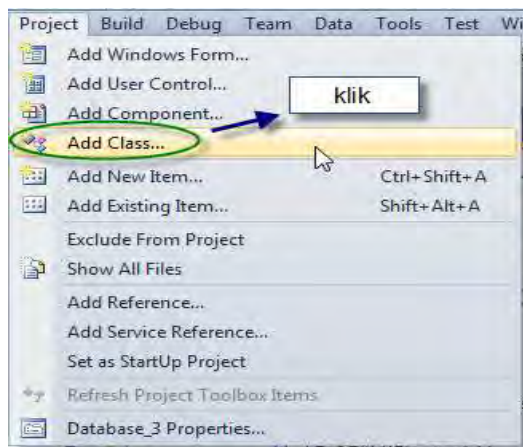 Project Build Debug Team Data Tools Test Wi
Add Windows Form...
Add User Control...
klik
Add Component...
Add Class...
Add New Item... Ctrl+Shift+A
Add Existing Item... Shift+Alt+A
Exclude From Project
Show All Files
Add Reference...
Add Service Reference...
Set as StartUp Project
Refresh Project Toolbox Items
Database_3 Properties...